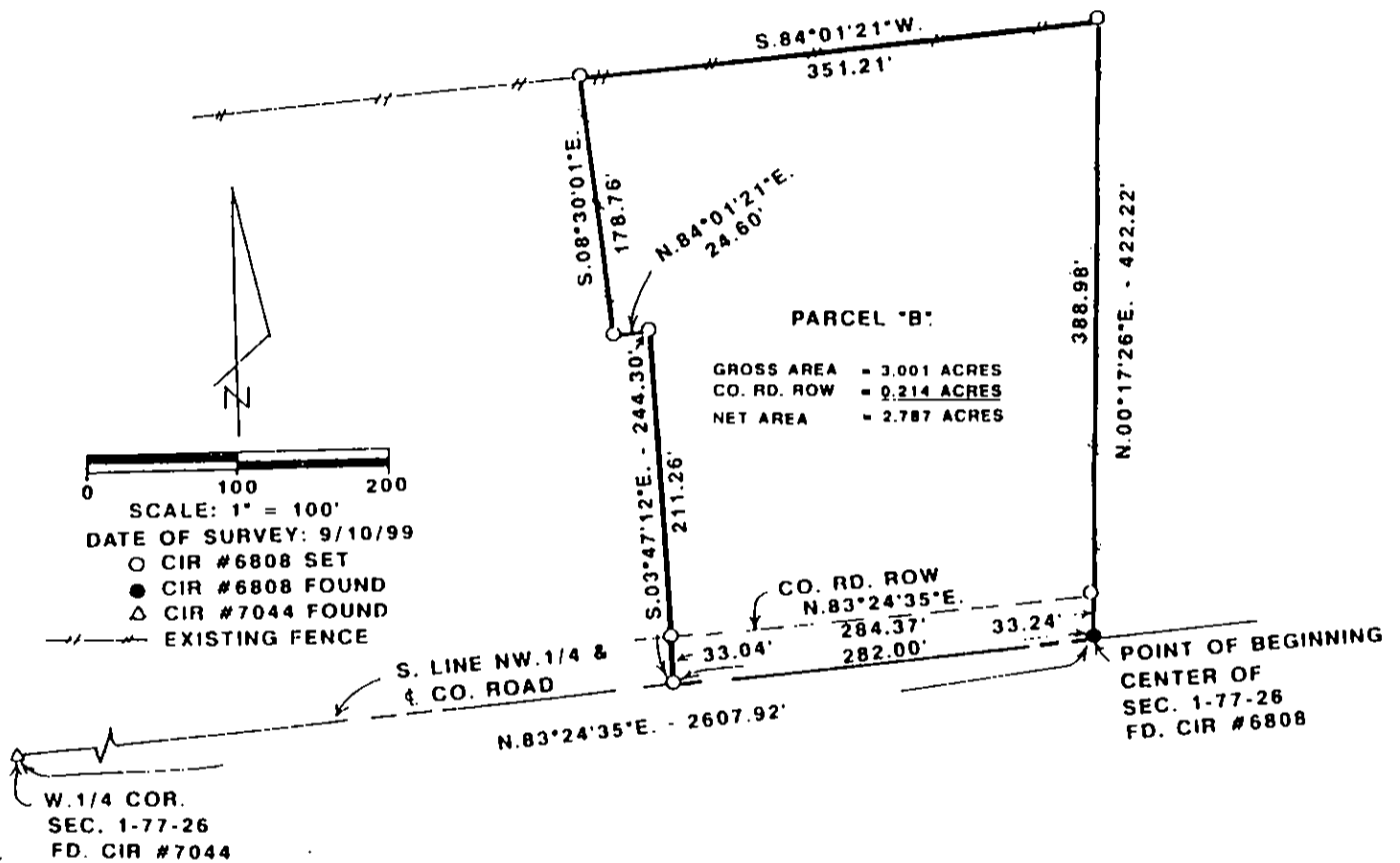 S.84°01'21"W.
351.21'
S.08°30'01"E.
178.76'
N.84°01'21"E.
24.60'
N
PARCEL "B".
GROSS AREA = 3.001 ACRES
CO. RD. ROW = 0.214 ACRES
NET AREA = 2.787 ACRES
388.98'
N.00°17'26"E. - 422.22'
S.03°47'12"E. - 244.30'
211.26'
0 100 200
SCALE: 1" = 100'
DATE OF SURVEY: 9/10/99
CIR #6808 SET
CIR #6808 FOUND
CIR #7044 FOUND
EXISTING FENCE
CO. RD. ROW
N.83°24'35"E.
284.37'
33.24'
33.04'
282.00'
S. LINE NW.1/4 &
℄ CO. ROAD
N.83°24'35"E. - 2607.92'
POINT OF BEGINNING
CENTER OF
SEC. 1-77-26
FD. CIR #6808
W.1/4 COR.
SEC. 1-77-26
FD. CIR #7044